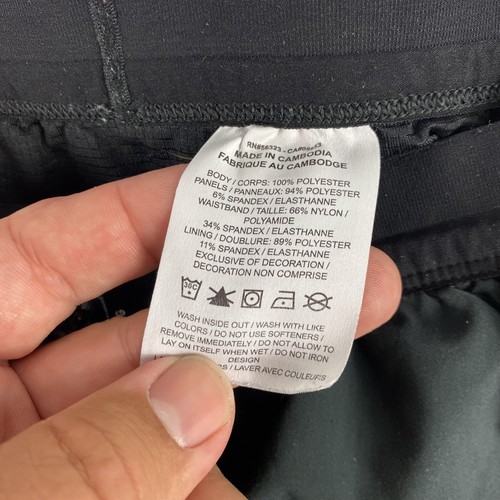 MADE IN CAMBODIA
FABRIQUE AU CAMBODGE
BODY / CORPS: 100% POLYESTER
PANELS / PANNEAUX: 94% POLYESTER
6% SPANDEX / ELASTHANNE
WAISTBAND / TAILLE: 66% NYLON /
POLYAMIDE
34% SPANDEX / ELASTHANNE
LINING / DOUBLURE: 89% POLYESTER
11% SPANDEX / ELASTHANNE
EXCLUSIVE OF DECORATION /
DECORATION NON COMPRISE
30C
WASH INSIDE OUT / WASH WITH LIKE
COLORS / DO NOT USE SOFTENERS /
REMOVE IMMEDIATELY / DO NOT
LAY ON ITSELF WHEN WET / DO NOT IRON
DESIGN
/ LAVER AVEC COULEURS